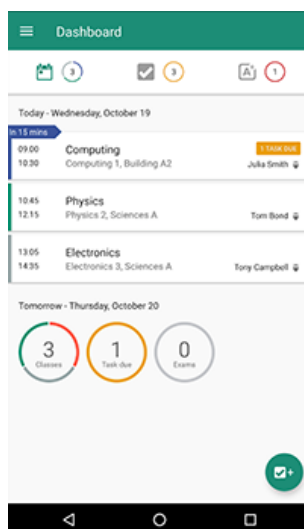 Dashboard
3 3 1
Today - Wednesday, October 19
In 15 mins
09:00 Computing 1 TASK DUE
10:30 Computing 1, Building A2 Julia Smith
10:45 Physics
12:15 Physics 2, Sciences A Tom Bond
13:05 Electronics
14:35 Electronics 3, Sciences A Tony Campbell
Tomorrow - Thursday, October 20
3 1 0
Classes Task due Exams